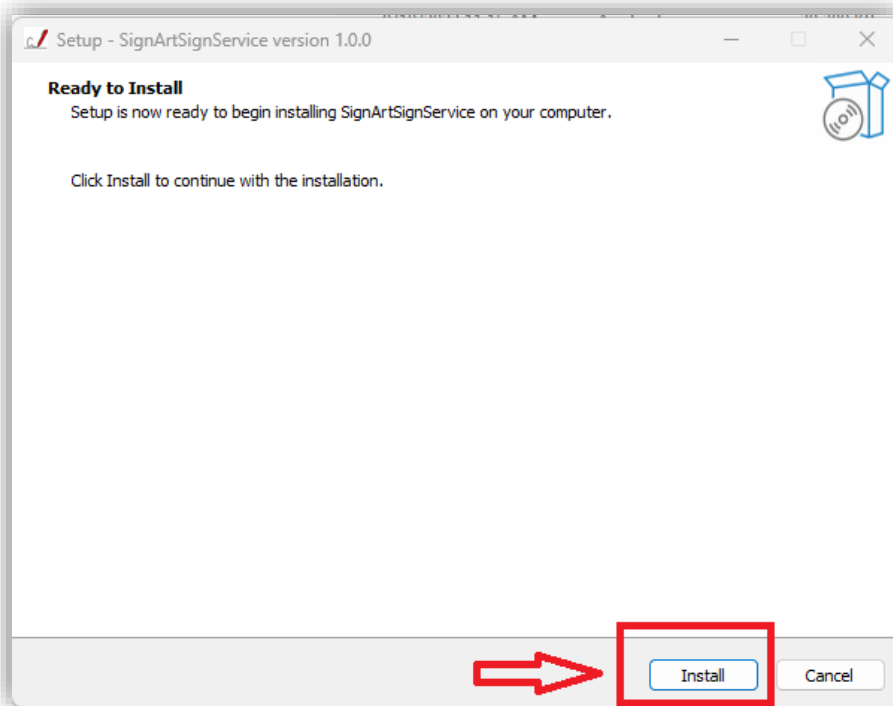 Setup - SignArtSignService version 1.0.0
Ready to Install
Setup is now ready to begin installing SignArtSignService on your computer.
Click Install to continue with the installation.
Install
Cancel